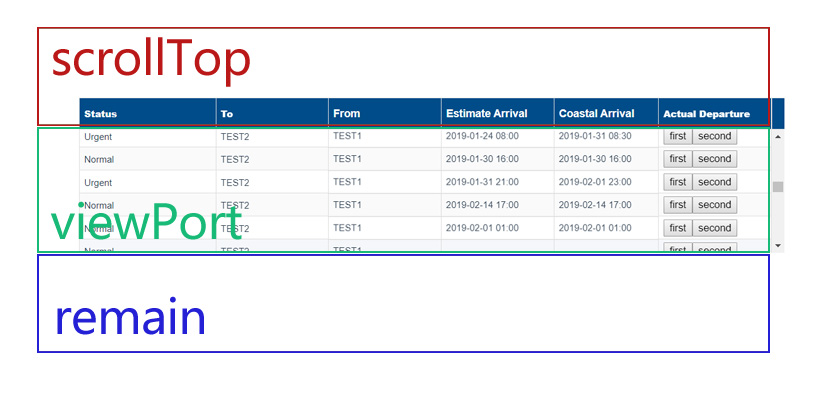 scrollTop
Status To From Estimate Arrival Coastal Arrival Actual Departure
Urgent TEST2 TEST1 2019-01-24 08:00 2019-01-31 08:30 first second
Normal TEST2 TEST1 2019-01-30 16:00 2019-01-30 16:00 first second
Urgent TEST2 TEST1 2019-01-31 21:00 2019-02-01 23:00 first second
Normal TEST2 TEST1 2019-02-14 17:00 2019-02-14 17:00 first second
viewPort
Normal TEST2 TEST1 2019-02-01 01:00 2019-02-01 01:00 first second
Normal TEST2 TEST1 first second
remain